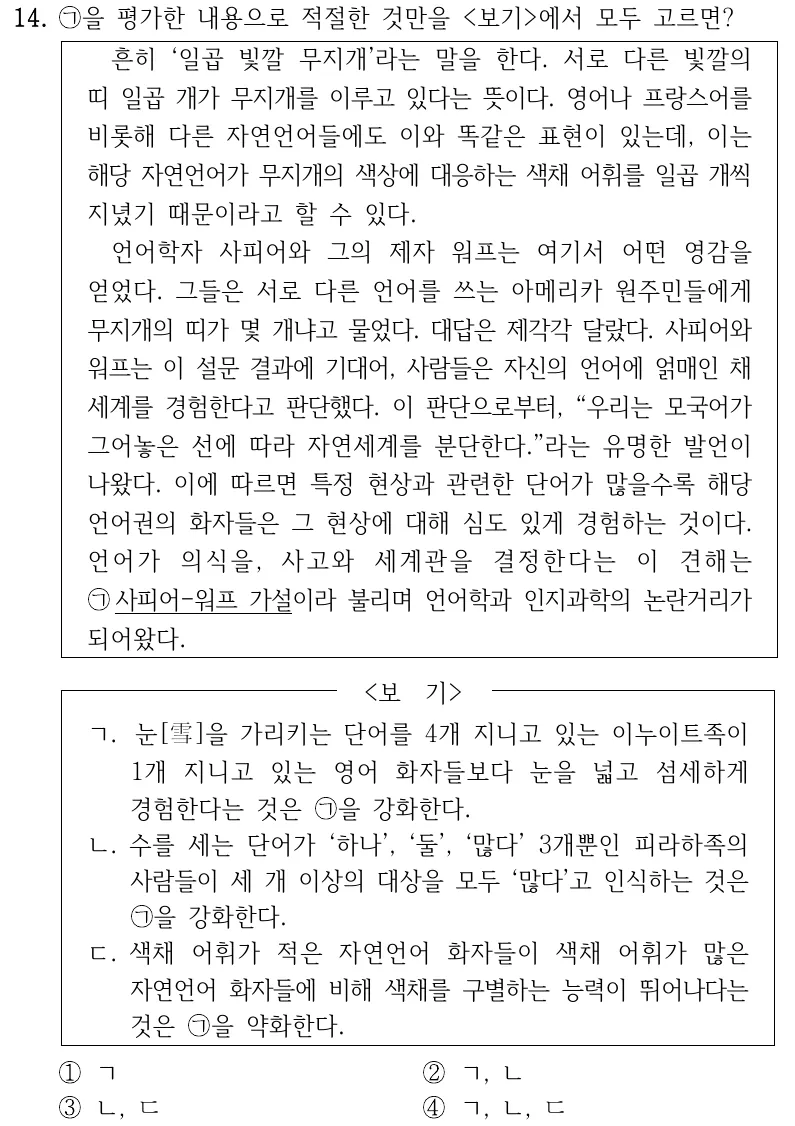 14. ㉠을 평가한 내용으로 적절한 것만을 <보기>에서 모두 고르면?
흔히 ‘일곱 빛깔 무지개’라는 말을 한다. 서로 다른 빛깔의
띠 일곱 개가 무지개를 이루고 있다는 뜻이다. 영어나 프랑스어를
비롯해 다른 자연언어들에도 이와 똑같은 표현이 있는데, 이는
해당 자연언어가 무지개의 색상에 대응하는 색채 어휘를 일곱 개씩
지녔기 때문이라고 할 수 있다.
언어학자 사피어와 그의 제자 워프는 여기서 어떤 영감을
얻었다. 그들은 서로 다른 언어를 쓰는 아메리카 원주민들에게
무지개의 띠가 몇 개냐고 물었다. 대답은 제각각 달랐다. 사피어와
워프는 이 설문 결과에 기대어, 사람들은 자신의 언어에 얽매인 채
세계를 경험한다고 판단했다. 이 판단으로부터, “우리는 모국어가
그어놓은 선에 따라 자연세계를 분단한다.”라는 유명한 발언이
나왔다. 이에 따르면 특정 현상과 관련한 단어가 많을수록 해당
언어권의 화자들은 그 현상에 대해 심도 있게 경험하는 것이다.
언어가 의식을, 사고와 세계관을 결정한다는 이 견해는
㉠사피어-워프 가설이라 불리며 언어학과 인지과학의 논란거리가
되어왔다.
<보 기>
ㄱ. 눈[雪]을 가리키는 단어를 4개 지니고 있는 이누이트족이
1개 지니고 있는 영어 화자들보다 눈을 넓고 섬세하게
경험한다는 것은 ㉠을 강화한다.
ㄴ. 수를 세는 단어가 ‘하나’, ‘둘’, ‘많다’ 3개뿐인 피라하족의
사람들이 세 개 이상의 대상을 모두 ‘많다’고 인식하는 것은
㉠을 강화한다.
ㄷ. 색채 어휘가 적은 자연언어 화자들이 색채 어휘가 많은
자연언어 화자들에 비해 색채를 구별하는 능력이 뛰어나다는
것은 ㉠을 약화한다.
① ㄱ ② ㄱ, ㄴ
③ ㄴ, ㄷ ④ ㄱ, ㄴ, ㄷ